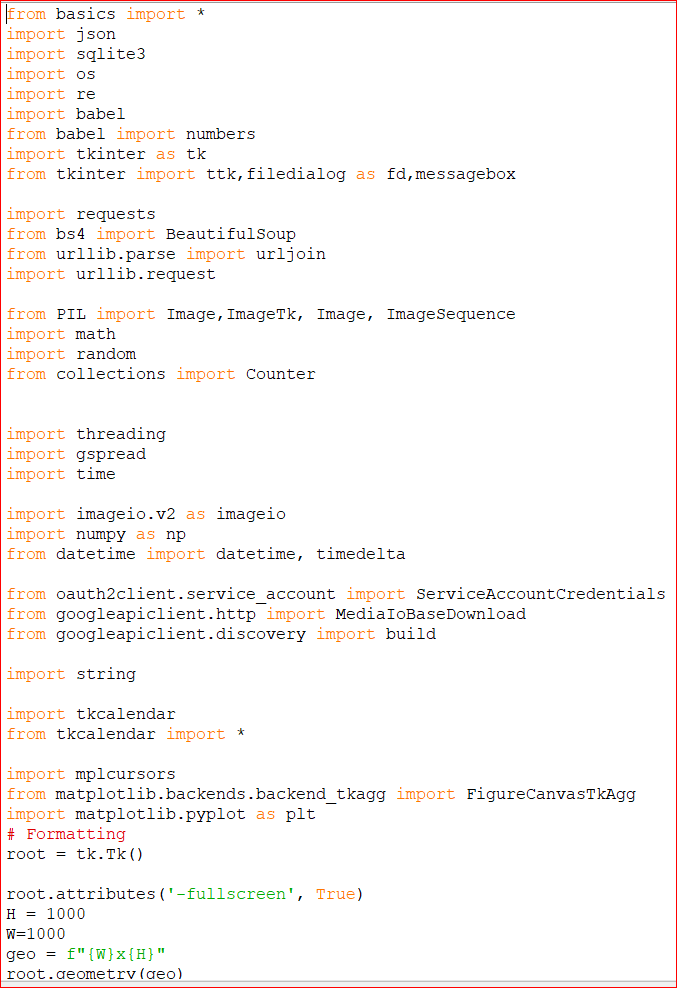 from basics import *
import json
import sqlite3
import os
import re
import babel
from babel import numbers
import tkinter as tk
from tkinter import ttk,filedialog as fd,messagebox
import requests
from bs4 import BeautifulSoup
from urllib.parse import urljoin
import urllib.request
from PIL import Image,ImageTk, Image, ImageSequence
import math
import random
from collections import Counter
import threading
import gspread
import time
import imageio.v2 as imageio
import numpy as np
from datetime import datetime, timedelta
from oauth2client.service_account import ServiceAccountCredentials
from googleapiclient.http import MediaIoBaseDownload
from googleapiclient.discovery import build
import string
import tkcalendar
from tkcalendar import *
import mplcursors
from matplotlib.backends.backend_tkagg import FigureCanvasTkAgg
import matplotlib.pyplot as plt
# Formatting
root = tk.Tk()
root.attributes('-fullscreen', True)
H = 1000
W=1000
geo = f"{W}x{H}"
root.geometry(geo)